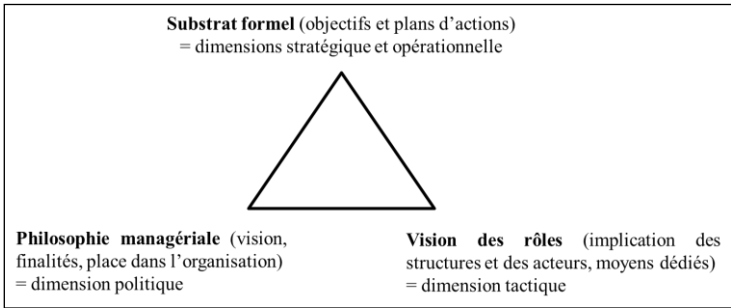 Substrat formel (objectifs et plans d’actions)
= dimensions stratégique et opérationnelle
Philosophie managériale (vision,
finalités, place dans l’organisation)
= dimension politique
Vision des rôles (implication des
structures et des acteurs, moyens dédiés)
= dimension tactique